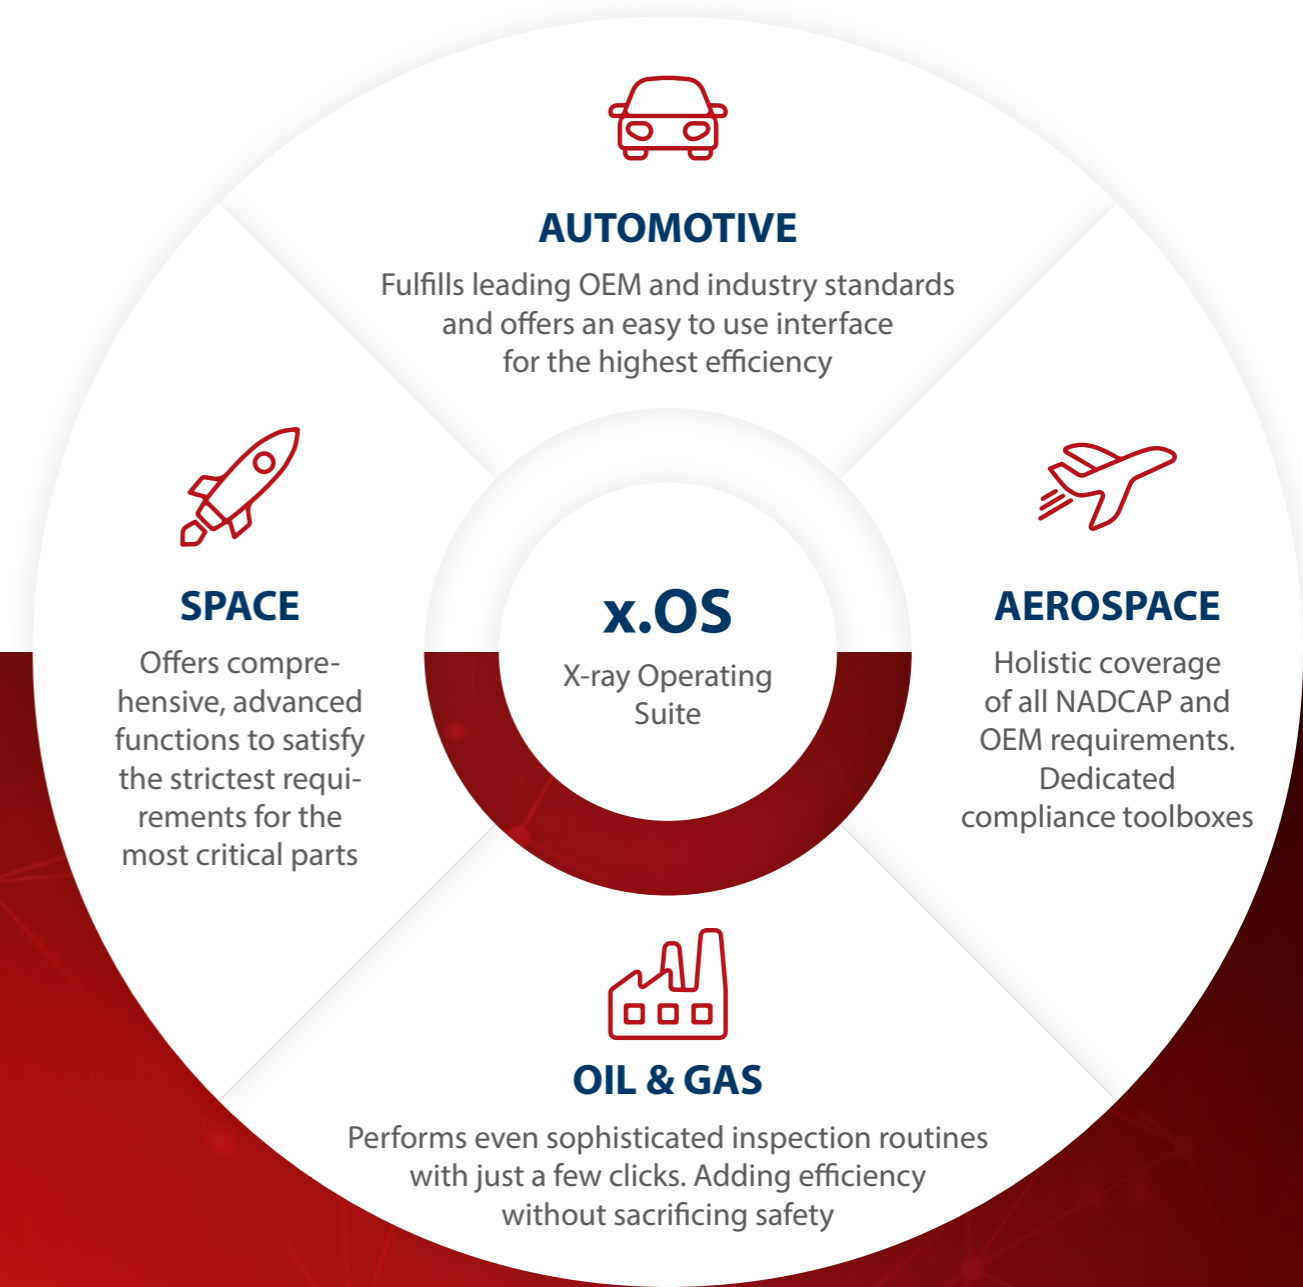 AUTOMOTIVE
Fulfills leading OEM and industry standards
and offers an easy to use interface
for the highest efficiency
SPACE
Offers compre-
hensive, advanced
functions to satisfy
the strictest requi-
rements for the
most critical parts
x.OS
X-ray Operating
Suite
AEROSPACE
Holistic coverage
of all NADCAP and
OEM requirements.
Dedicated
compliance toolboxes
OIL & GAS
Performs even sophisticated inspection routines
with just a few clicks. Adding efficiency
without sacrificing safety